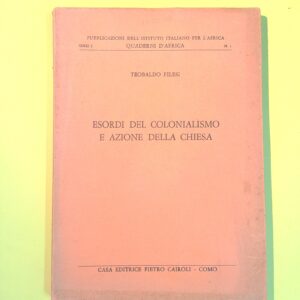 PUBBLICAZIONI DELL'ISTITUTO ITALIANO PER L'AFRICA
SERIE I QUADERNI D'AFRICA N. 1
TEOBALDO FILESI
ESORDI DEL COLONIALISMO
E AZIONE DELLA CHIESA
CASA EDITRICE PIETRO CAIROLI - COMO